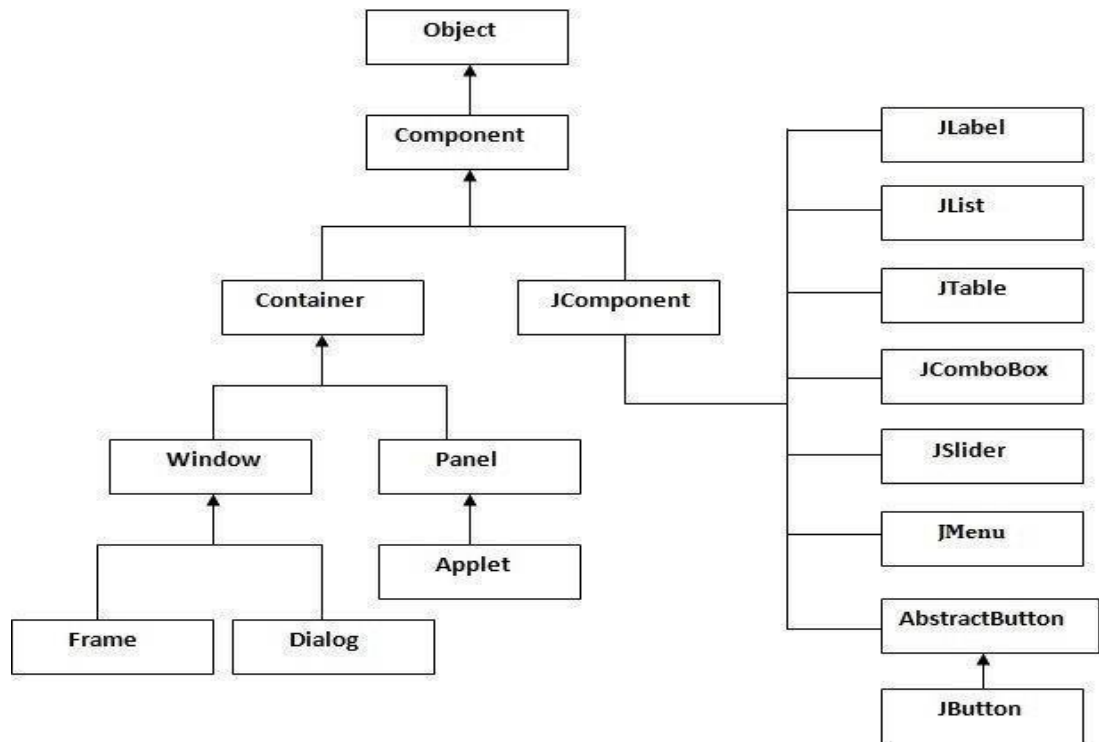 Object
Component
Container
JComponent
Window
Panel
Applet
Frame
Dialog
JLabel
JList
JTable
JComboBox
JSlider
JMenu
AbstractButton
JButton